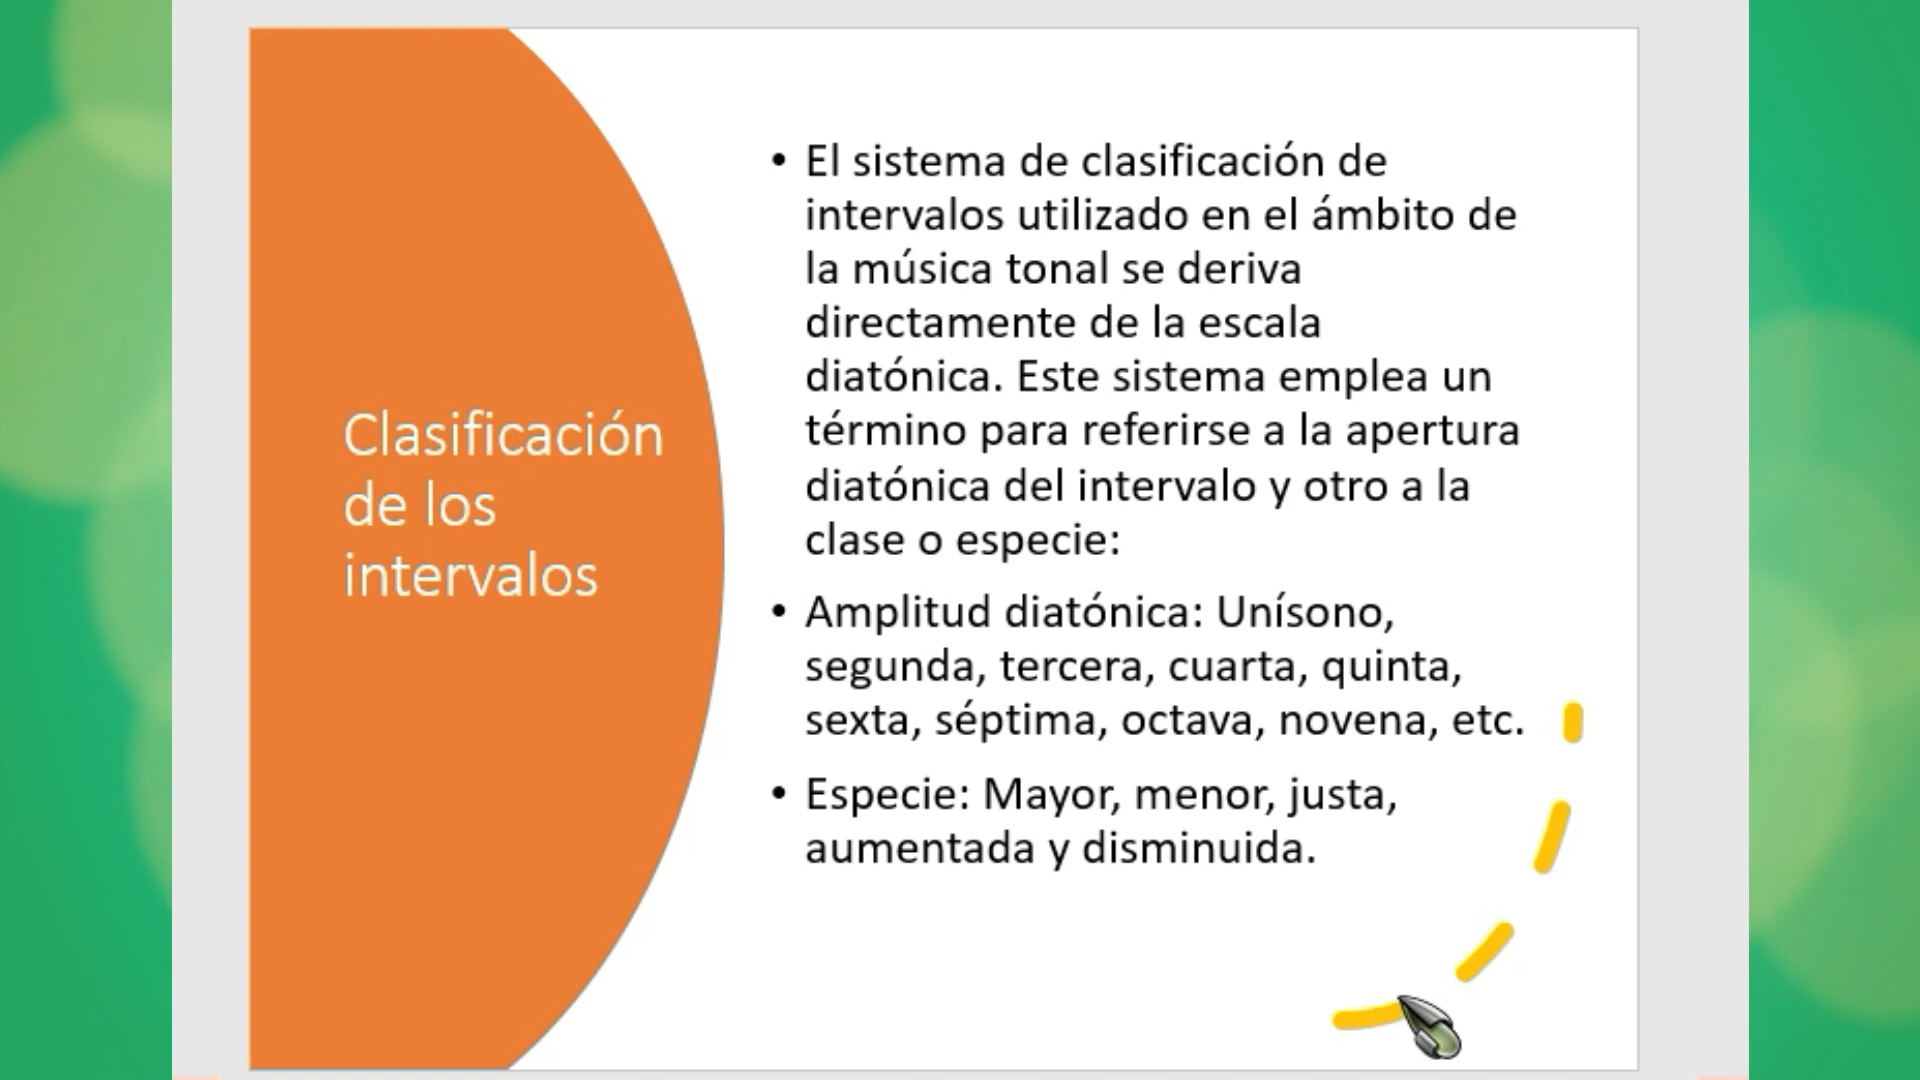 Clasificación
de los
intervalos
• El sistema de clasificación de
intervalos utilizado en el ámbito de
la música tonal se deriva
directamente de la escala
diatónica. Este sistema emplea un
término para referirse a la apertura
diatónica del intervalo y otro a la
clase o especie:
• Amplitud diatónica: Unísono,
segunda, tercera, cuarta, quinta,
sexta, séptima, octava, novena, etc.
• Especie: Mayor, menor, justa,
aumentada y disminuida.